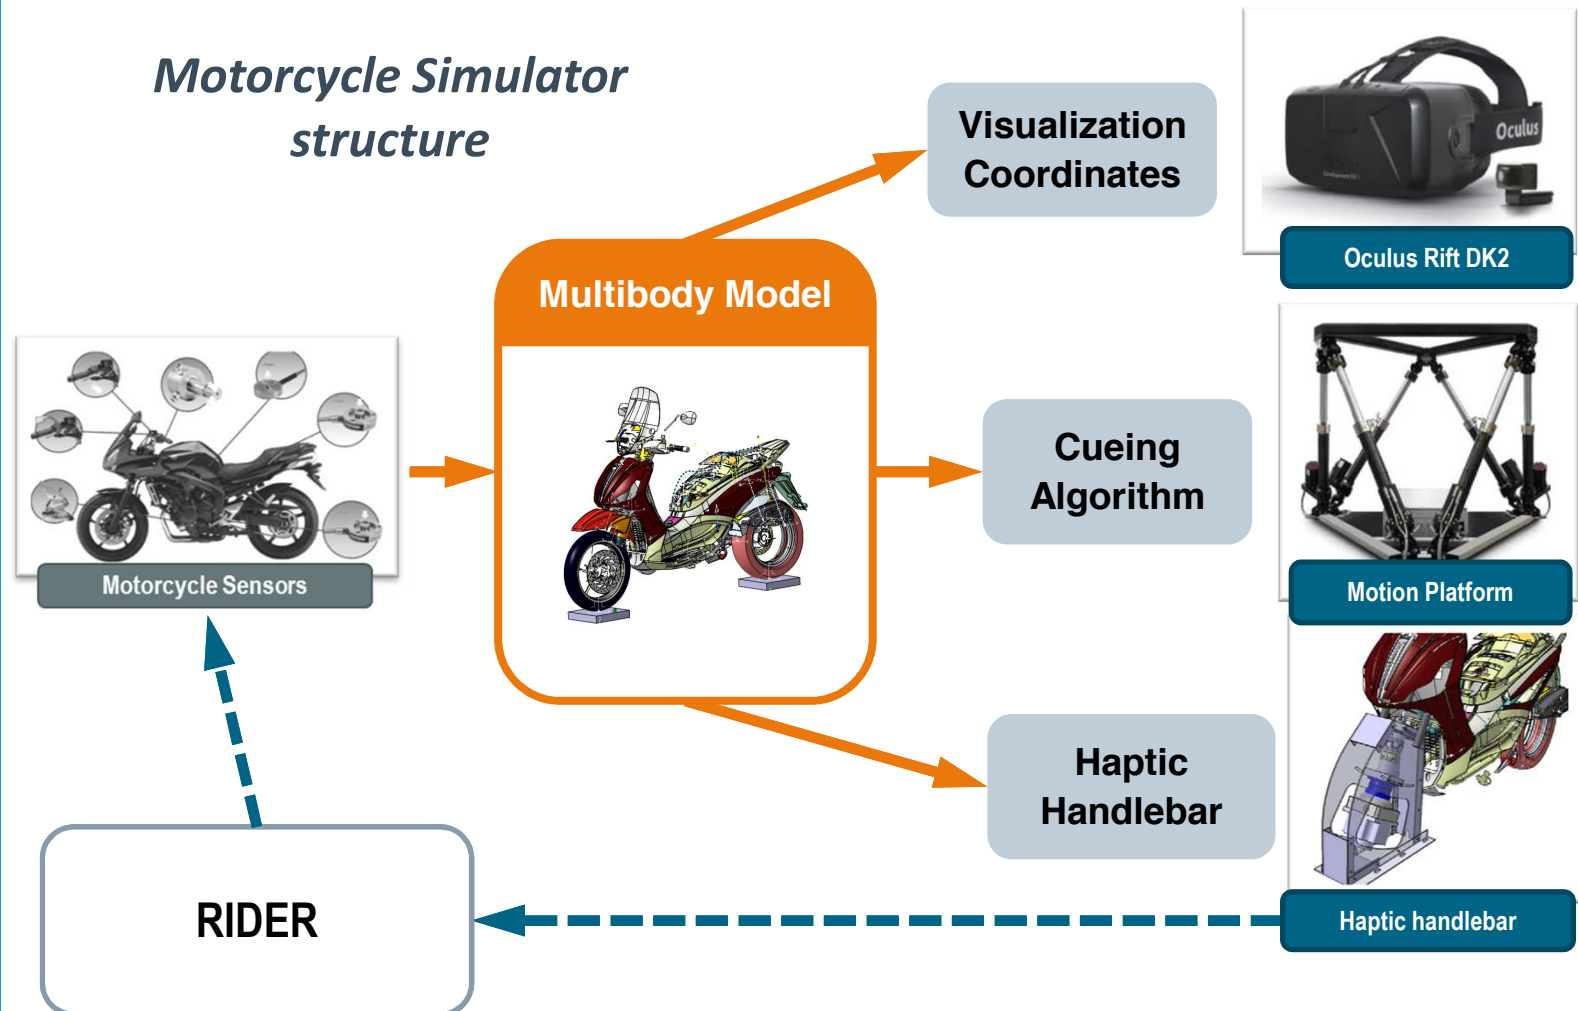 Motorcycle Simulator
structure
Visualization
Coordinates
Oculus
Oculus Rift DK2
Multibody Model
Motorcycle Sensors
Cueing
Algorithm
Motion Platform
Haptic
Handlebar
RIDER
Haptic handlebar